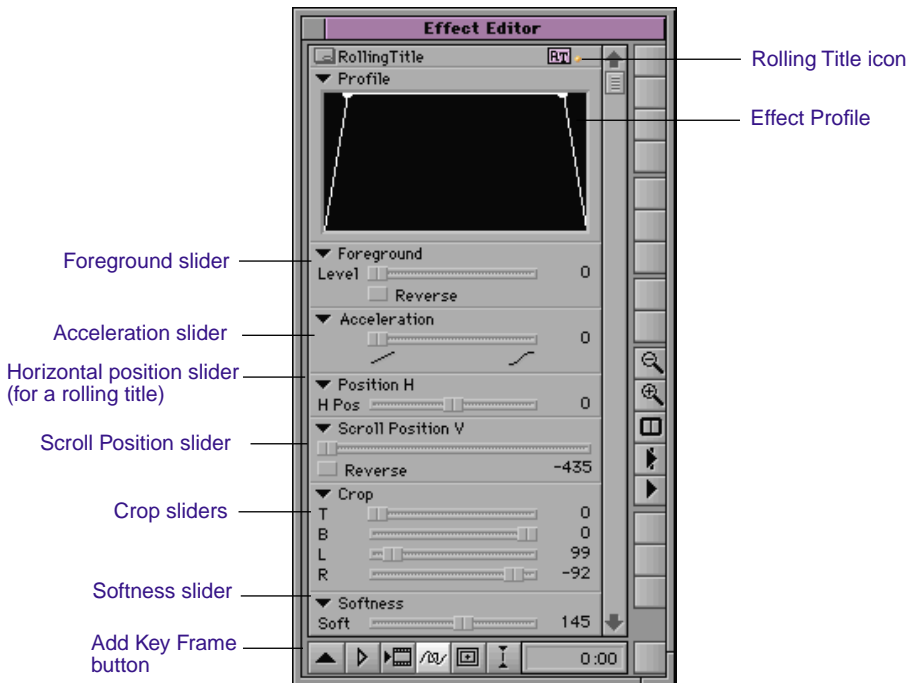 Effect Editor
RollingTitle
RT
Rolling Title icon
Profile
Effect Profile
Foreground slider
Foreground
Level 0
Reverse
Acceleration slider
Acceleration
0
Horizontal position slider
(for a rolling title)
Position H
H Pos 0
Scroll Position slider
Scroll Position V
Reverse -435
Crop sliders
Crop
T 0
B 0
L 99
R -92
Softness slider
Softness
Soft 145
Add Key Frame
button
0:00